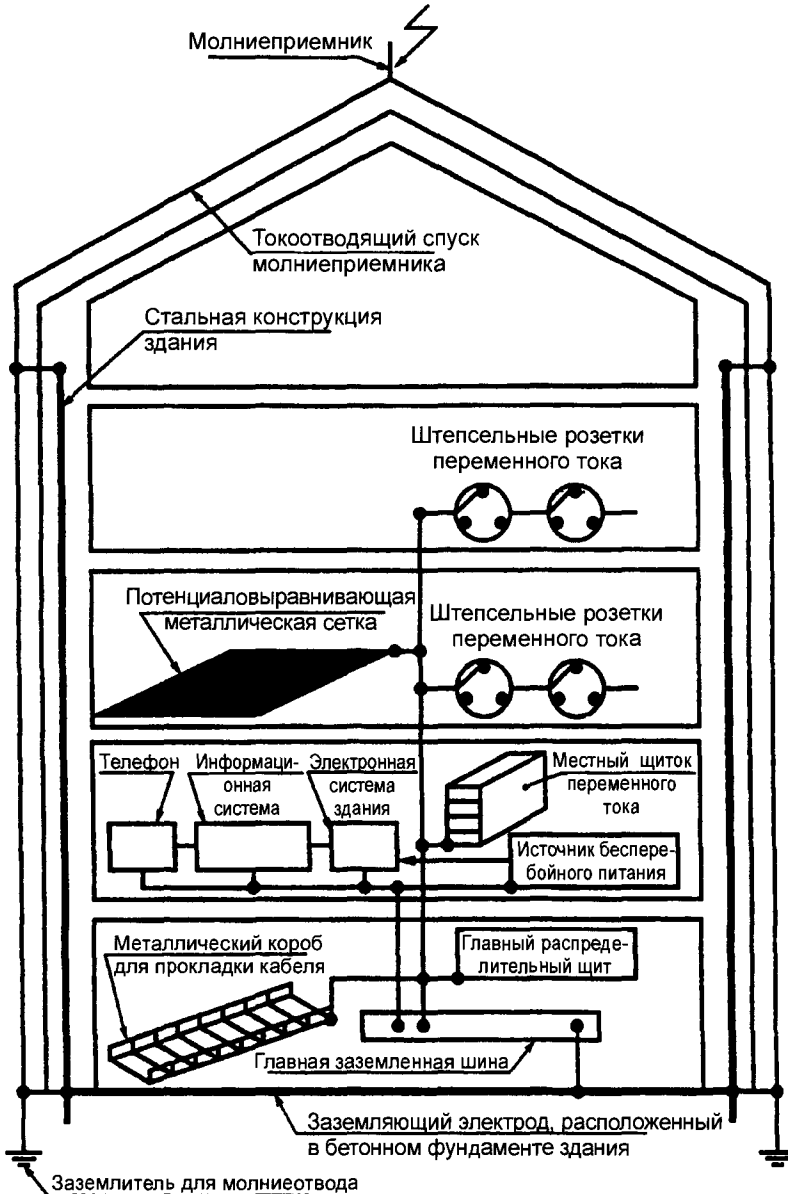 Молниеприемник
Токоотводящий спуск
молниеприемника
Стальная конструкция
здания
Штепсельные розетки
переменного тока
Потенциаловыравнивающая
металлическая сетка
Штепсельные розетки
переменного тока
Телефон
Информаци-
онная
система
Электронная
система
здания
Местный щиток
переменного
тока
Источник беспере-
бойного питания
Металлический короб
для прокладки кабеля
Главный распреде-
лительный щит
Главная заземленная шина
Заземляющий электрод, расположенный
в бетонном фундаменте здания
Заземлитель для молниеотвода